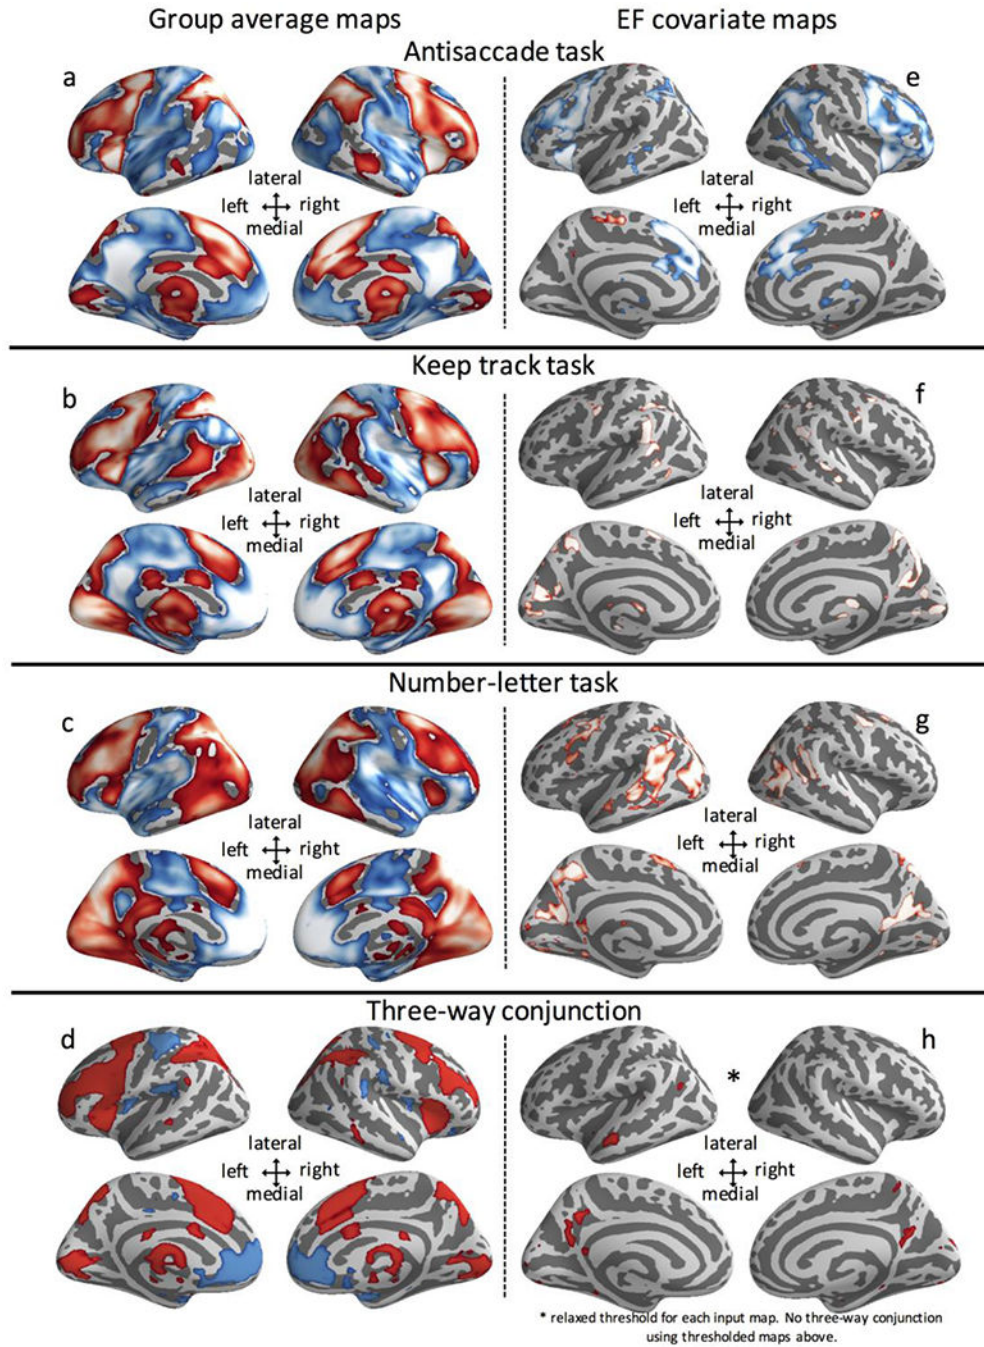 Group average maps
EF covariate maps
Antisaccade task
a
e
lateral
left right
medial
lateral
left right
medial
Keep track task
b
f
lateral
left right
medial
lateral
left right
medial
Number-letter task
c
g
lateral
left right
medial
lateral
left right
medial
Three-way conjunction
d
h
*
lateral
left right
medial
lateral
left right
medial
* relaxed threshold for each input map. No three-way conjunction
using thresholded maps above.